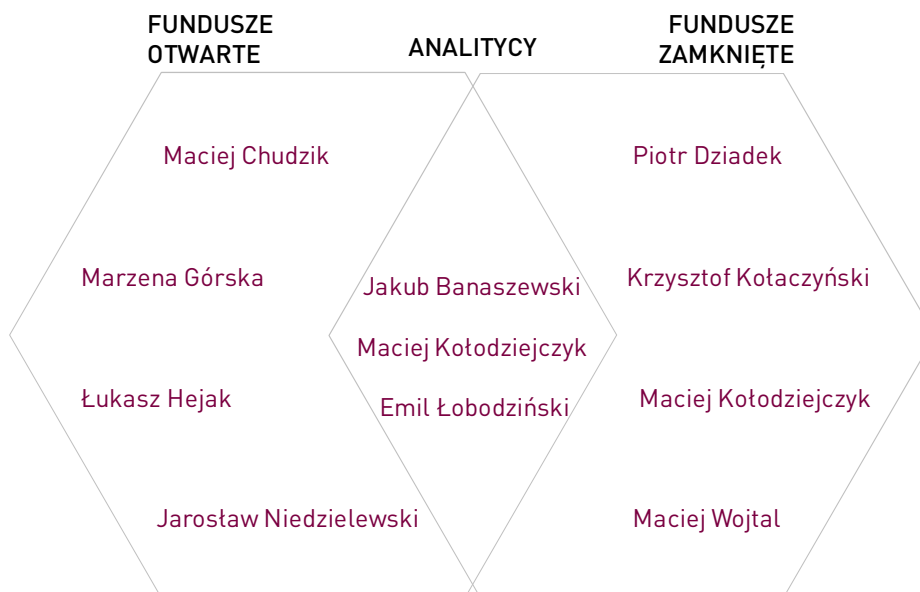 FUNDUSZE
OTWARTE
ANALITYCY
FUNDUSZE
ZAMKNIĘTE
Maciej Chudzik
Piotr Dziadek
Marzena Górska
Jakub Banaszewski
Krzysztof Kołaczyński
Maciej Kołodziejczyk
Łukasz Hejak
Emil Łobodziński
Maciej Kołodziejczyk
Jarosław Niedzielewski
Maciej Wojtal